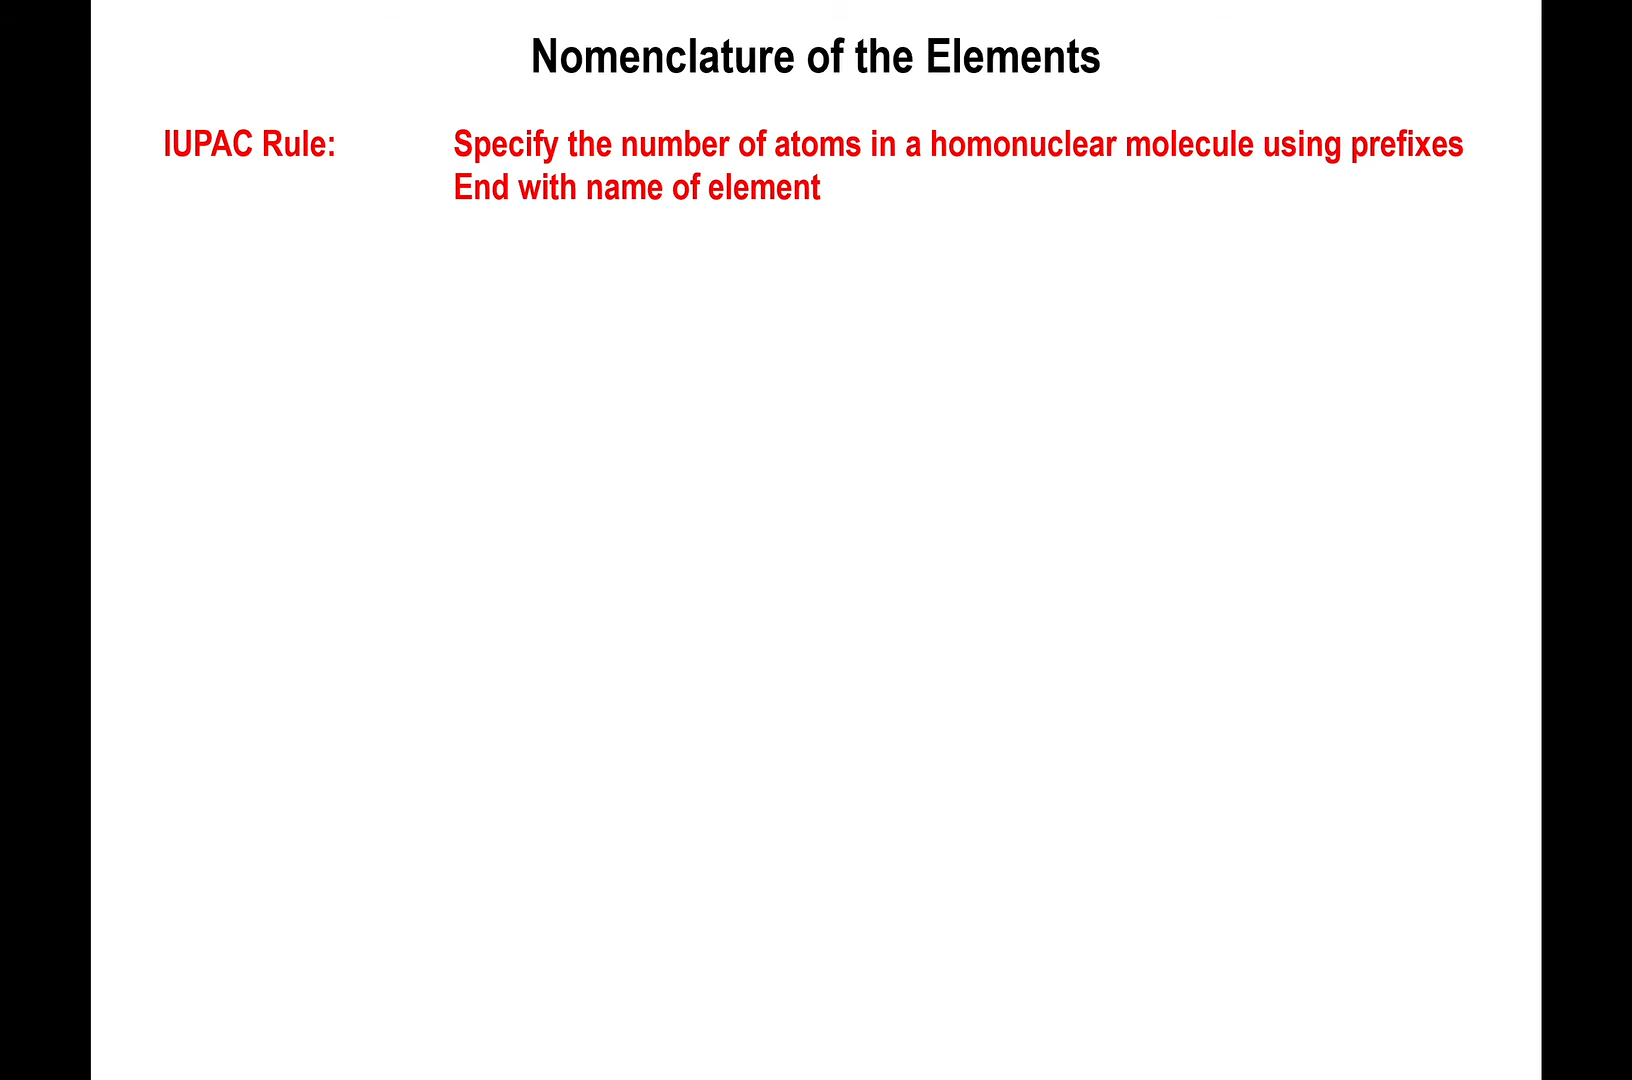 Nomenclature of the Elements
IUPAC Rule: Specify the number of atoms in a homonuclear molecule using prefixes
End with name of element